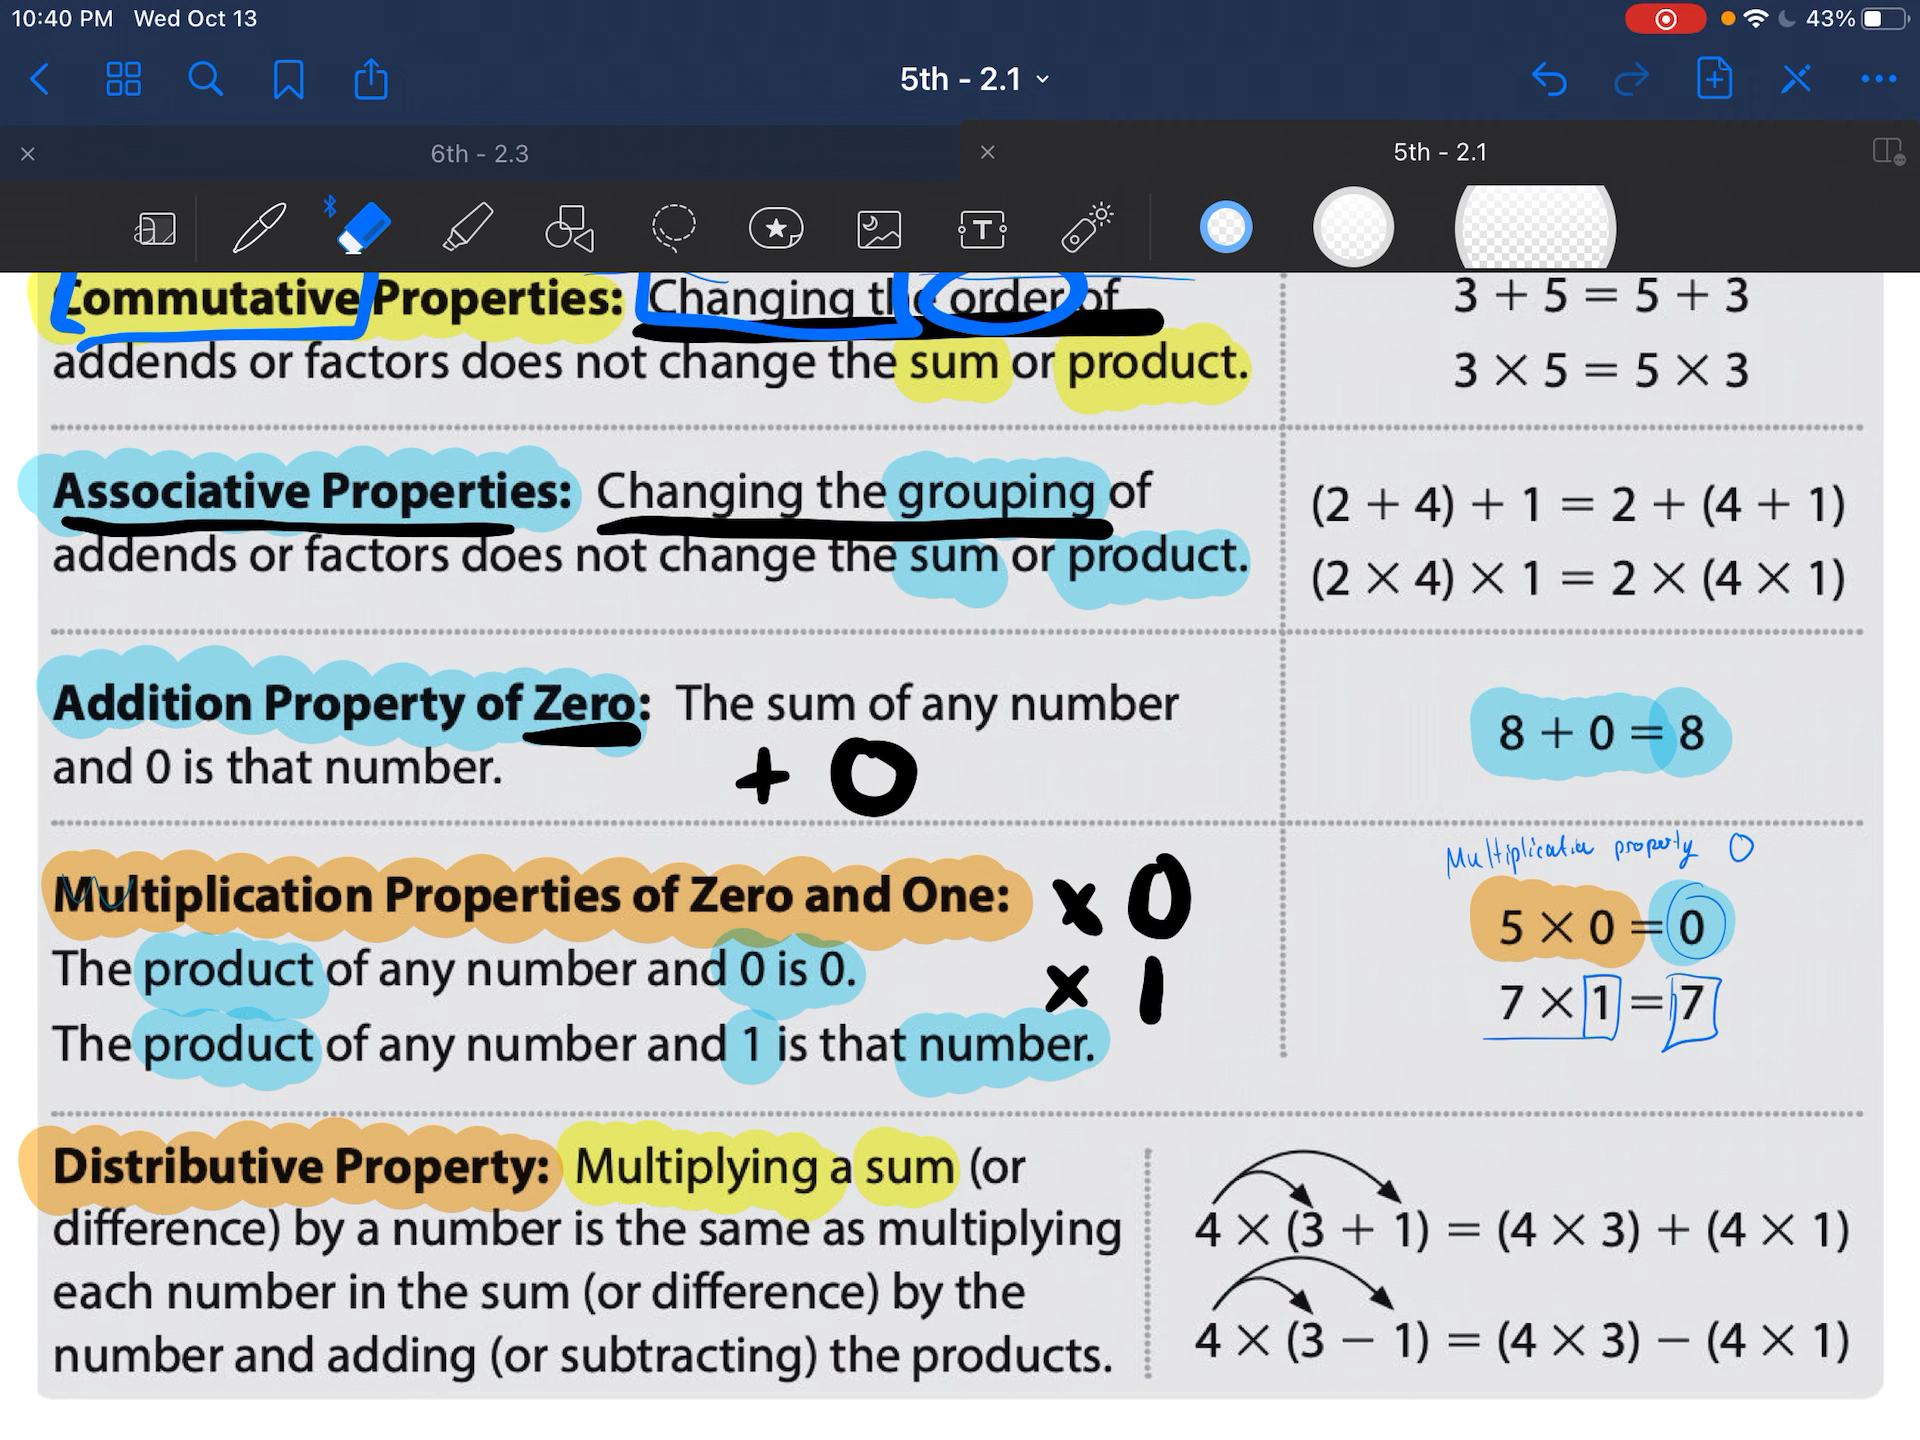 10:40 PM Wed Oct 13
43%
5th - 2.1
6th - 2.3
5th - 2.1
Commutative Properties: Changing the order of
addends or factors does not change the sum or product.
3 + 5 = 5 + 3
3 × 5 = 5 × 3
Associative Properties: Changing the grouping of
addends or factors does not change the sum or product.
(2 + 4) + 1 = 2 + (4 + 1)
(2 × 4) × 1 = 2 × (4 × 1)
Addition Property of Zero: The sum of any number
and 0 is that number.
+ 0
8 + 0 = 8
Multiplication Properties of Zero and One: × 0
The product of any number and 0 is 0.
× 1
The product of any number and 1 is that number.
Multiplication property 0
5 × 0 = 0
7 × 1 = 7
Distributive Property: Multiplying a sum (or
difference) by a number is the same as multiplying
each number in the sum (or difference) by the
number and adding (or subtracting) the products.
4 × (3 + 1) = (4 × 3) + (4 × 1)
4 × (3 − 1) = (4 × 3) − (4 × 1)